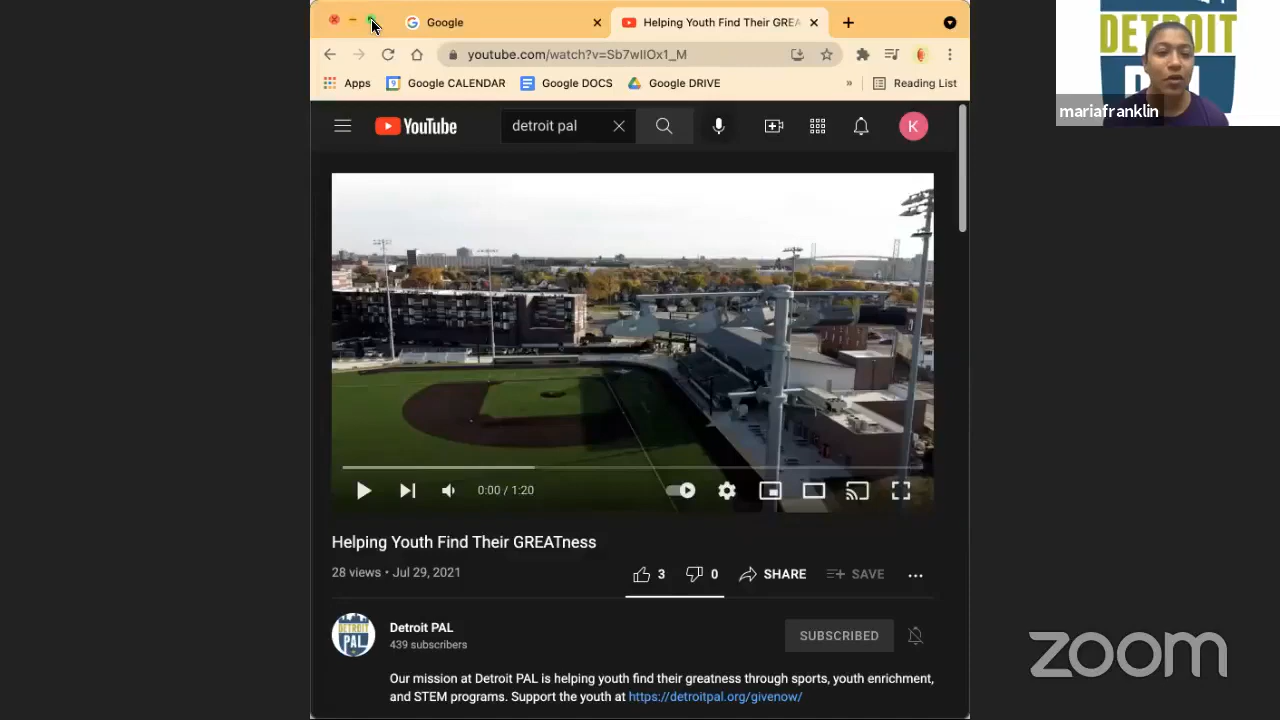 Google
Helping Youth Find Their GREA
youtube.com/watch?v=Sb7wIlOx1_M
Apps
Google CALENDAR
Google DOCS
Google DRIVE
»
Reading List
YouTube
detroit pal
K
DETROIT
PAL
mariafranklin
0:00 / 1:20
Helping Youth Find Their GREATness
28 views • Jul 29, 2021
3
0
SHARE
SAVE
DETROIT
PAL
Detroit PAL
439 subscribers
SUBSCRIBED
Our mission at Detroit PAL is helping youth find their greatness through sports, youth enrichment,
and STEM programs. Support the youth at https://detroitpal.org/givenow/
zoom